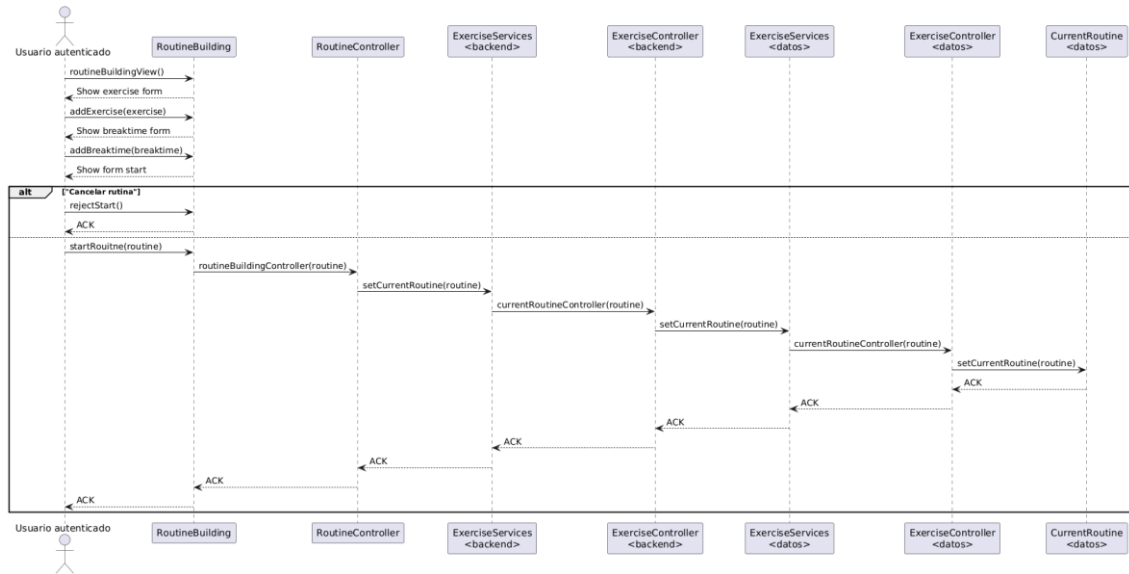 Usuario autenticado
RoutineBuilding
RoutineController
ExerciseServices
<backend>
ExerciseController
<backend>
ExerciseServices
<datos>
ExerciseController
<datos>
CurrentRoutine
<datos>
routineBuildingView()
Show exercise form
addExercise(exercise)
Show breaktime form
addBreaktime(breaktime)
Show form start
alt
["Cancelar rutina"]
rejectStart()
ACK
startRouitne(routine)
routineBuildingController(routine)
setCurrentRoutine(routine)
currentRoutineController(routine)
setCurrentRoutine(routine)
currentRoutineController(routine)
setCurrentRoutine(routine)
ACK
ACK
ACK
ACK
ACK
ACK
ACK
Usuario autenticado
RoutineBuilding
RoutineController
ExerciseServices
<backend>
ExerciseController
<backend>
ExerciseServices
<datos>
ExerciseController
<datos>
CurrentRoutine
<datos>